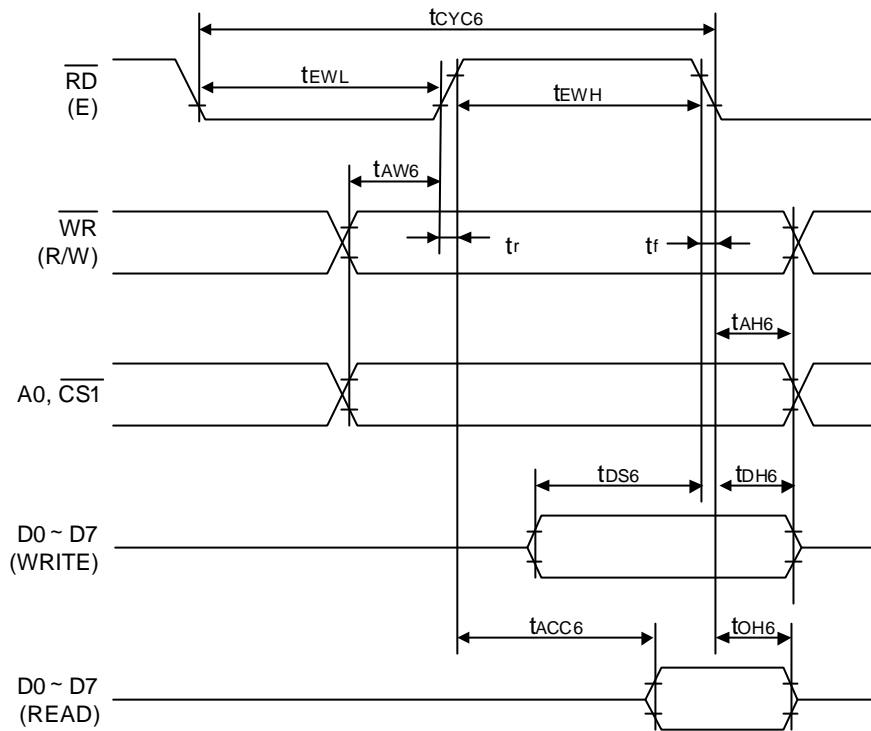 tCYC6
RD
(E)
tEWL
tEWH
tAW6
WR
(R/W)
tr
tf
tAH6
A0, CS1
tDS6
tDH6
D0 ~ D7
(WRITE)
tACC6
tOH6
D0 ~ D7
(READ)